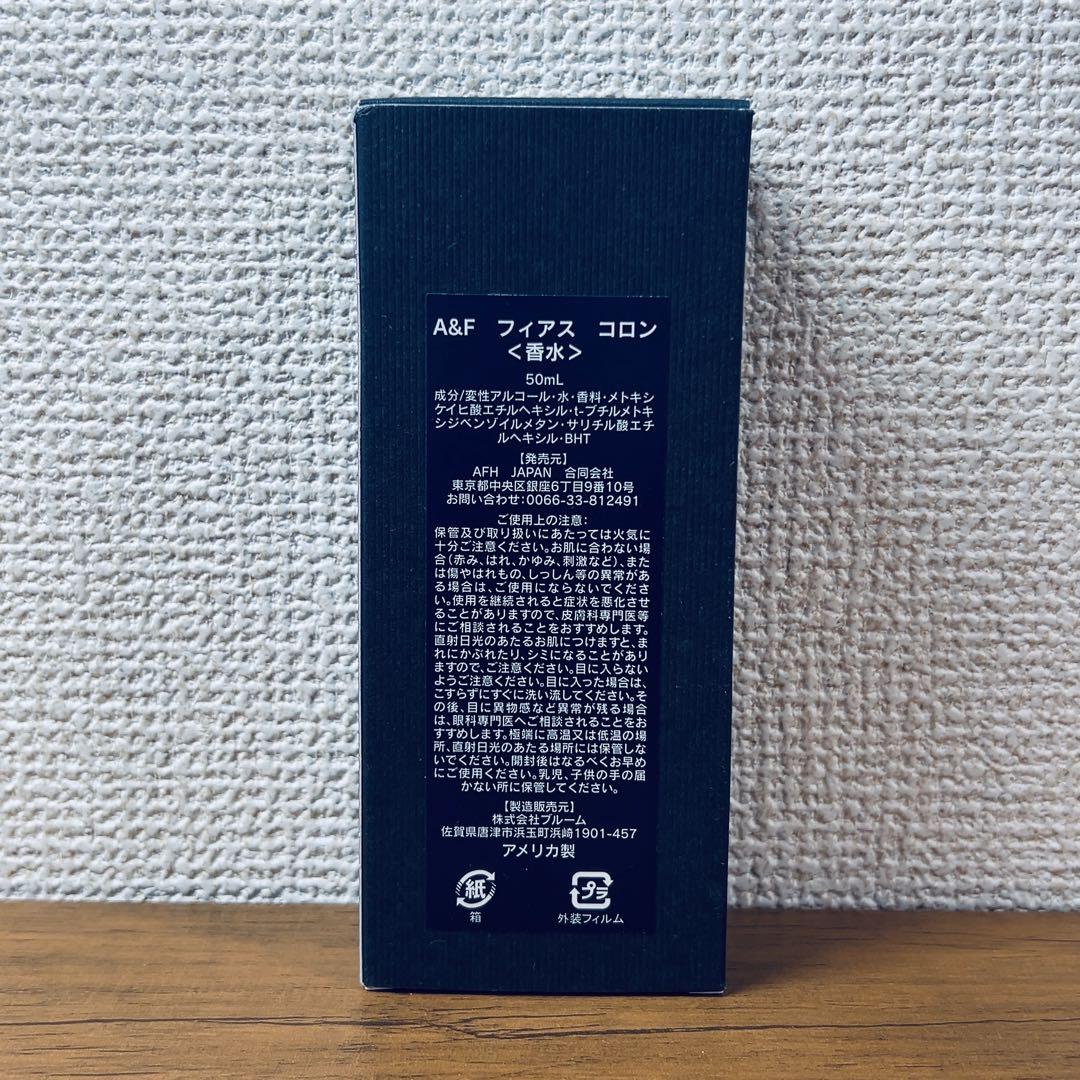 A&F フィアス コロン
<香水>
50mL
成分/変性アルコール・水・香料・メトキシ
ケイヒ酸エチルヘキシル・t-ブチルメトキ
シジベンゾイルメタン・サリチル酸エチ
ルヘキシル・BHT
【発売元】
AFH JAPAN 合同会社
東京都中央区銀座6丁目9番10号
お問い合わせ:0066-33-812491
ご使用上の注意:
保管及び取り扱いにあたっては火気に
十分ご注意ください。お肌に合わない場
合(赤み、はれ、かゆみ、刺激など)、また
は傷やはれもの、しっしん等の異常があ
る場合は、ご使用にならないでくださ
い。使用を継続されると症状を悪化させ
ることがありますので、皮膚科専門医等
にご相談されることをおすすめします。
直射日光のあたるお肌につけますと、ま
れにかぶれたり、シミになることがあり
ますので、ご注意ください。目に入らない
ようご注意ください。目に入った場合は、
こすらずにすぐに洗い流してください。そ
の後、目に異物感など異常が残る場合
は、眼科専門医へご相談されることをお
すすめします。極端に高温又は低温の場
所、直射日光のあたる場所には保管しな
いでください。開封後はなるべくお早め
にご使用ください。乳児、子供の手の届
かない所に保管してください。
【製造販売元】
株式会社ブルーム
佐賀県唐津市浜玉町浜崎1901-457
アメリカ製
紙 プラ
箱 外装フィルム